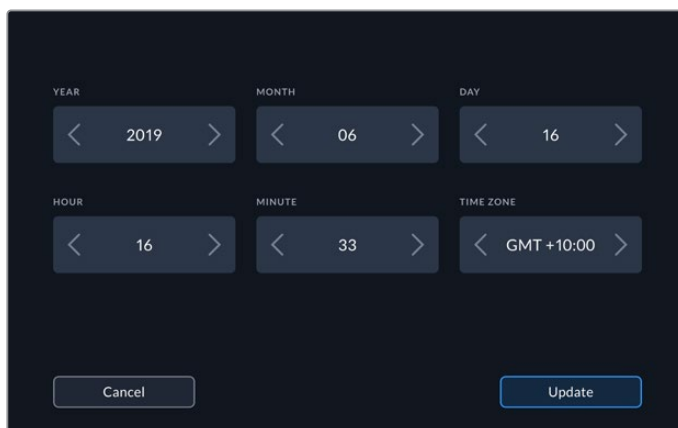 YEAR MONTH DAY
2019 06 16
HOUR MINUTE TIME ZONE
16 33 GMT +10:00
Cancel Update